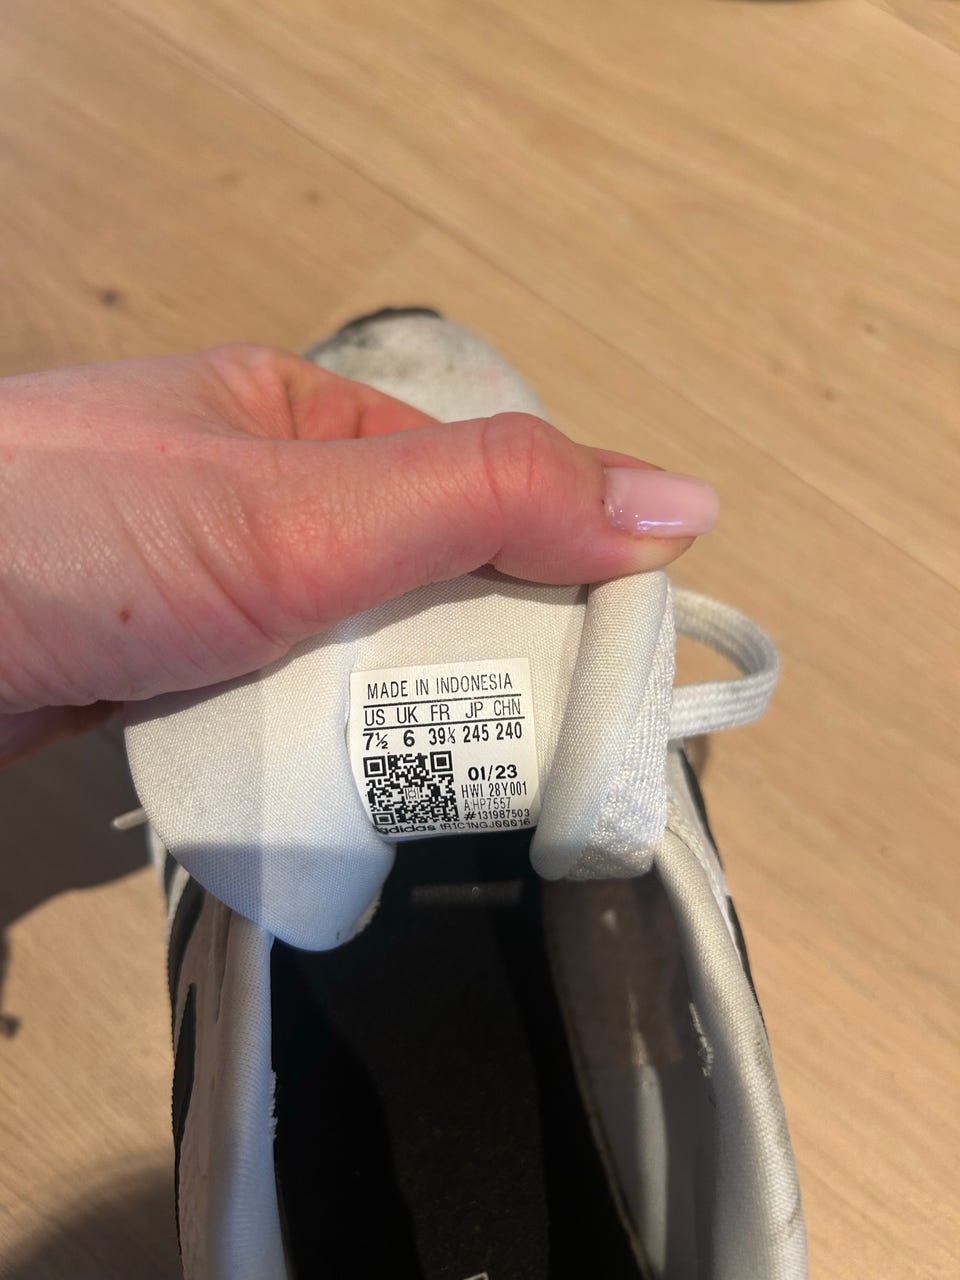 MADE IN INDONESIA
US UK FR JP CHN
7½ 6 39⅓ 245 240
01/23
HWI 28Y001
A:HP7557
#131987503
adidas tR1C1NGJ00016